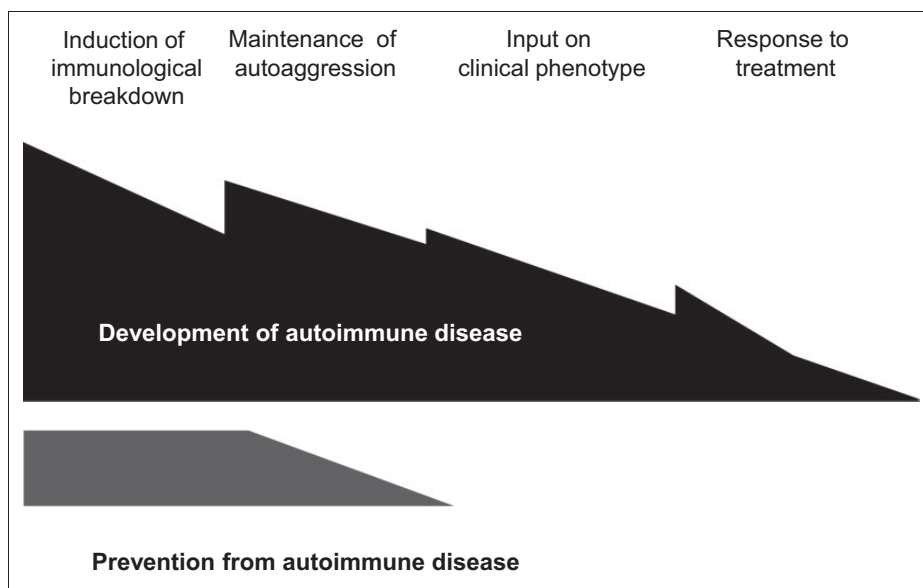 Induction of
immunological
breakdown
Maintenance of
autoaggression
Input on
clinical phenotype
Response to
treatment
Development of autoimmune disease
Prevention from autoimmune disease